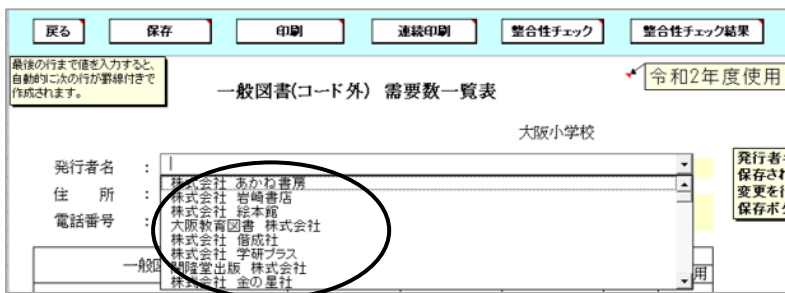 戻る 保存 印刷 連続印刷 整合性チェック 整合性チェック結果
最後の行まで値を入力すると、
自動的に次の行が罫線付きで
作成されます。
令和2年度使用
一般図書(コード外) 需要数一覧表
大阪小学校
発行者名 :
株式会社 あかね書房
株式会社 岩崎書店
株式会社 絵本館
大阪教育図書 株式会社
株式会社 偕成社
株式会社 学研プラス
開隆堂出版 株式会社
株式会社 金の星社
住 所 :
電話番号 :
発行者
保存さ
変更を
保存ボ
一般図
用